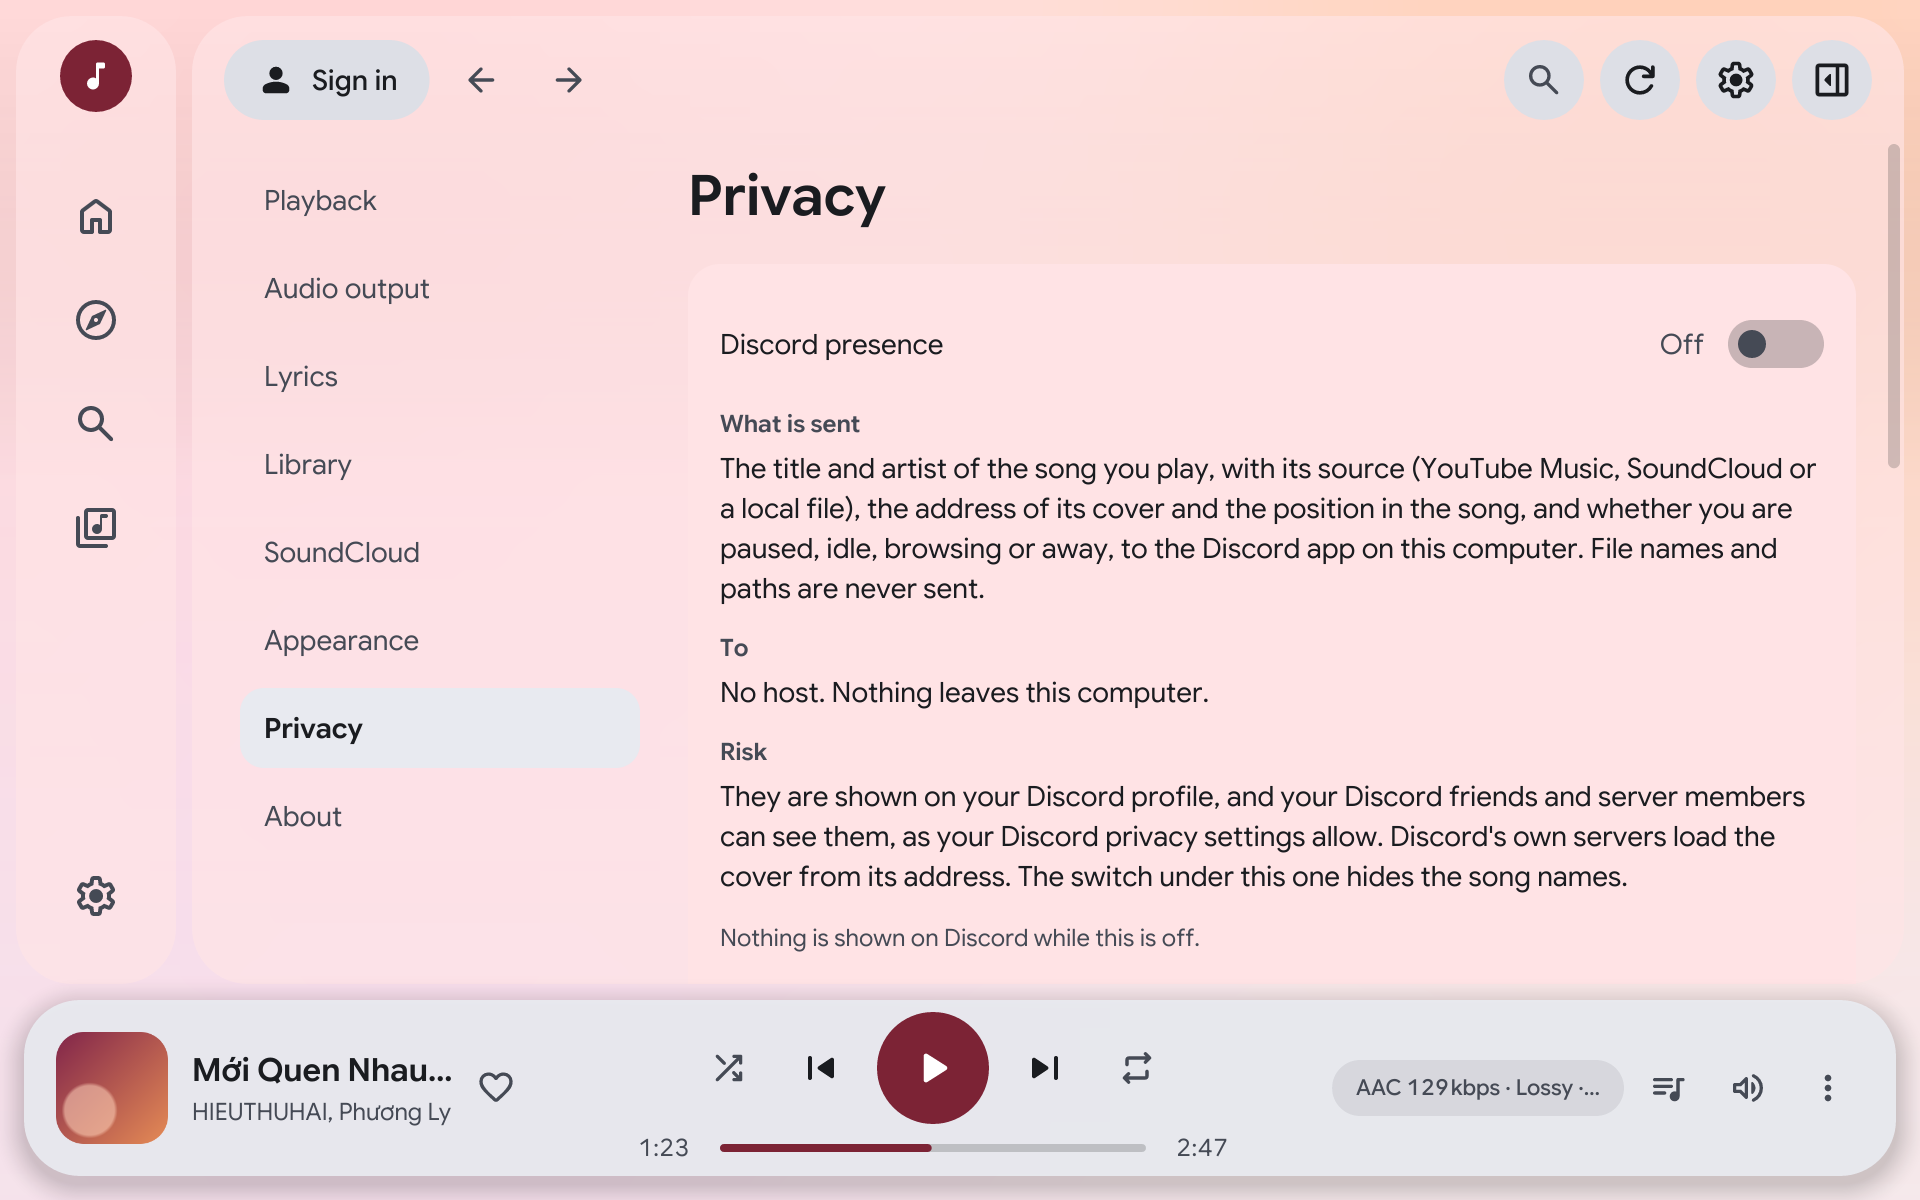 Sign in
Playback
Audio output
Lyrics
Library
SoundCloud
Appearance
Privacy
About
Privacy
Discord presence
Off
What is sent
The title and artist of the song you play, with its source (YouTube Music, SoundCloud or
a local file), the address of its cover and the position in the song, and whether you are
paused, idle, browsing or away, to the Discord app on this computer. File names and
paths are never sent.
To
No host. Nothing leaves this computer.
Risk
They are shown on your Discord profile, and your Discord friends and server members
can see them, as your Discord privacy settings allow. Discord's own servers load the
cover from its address. The switch under this one hides the song names.
Nothing is shown on Discord while this is off.
Mới Quen Nhau...
HIEUTHUHAI, Phương Ly
1:23
2:47
AAC 129 kbps · Lossy ·...